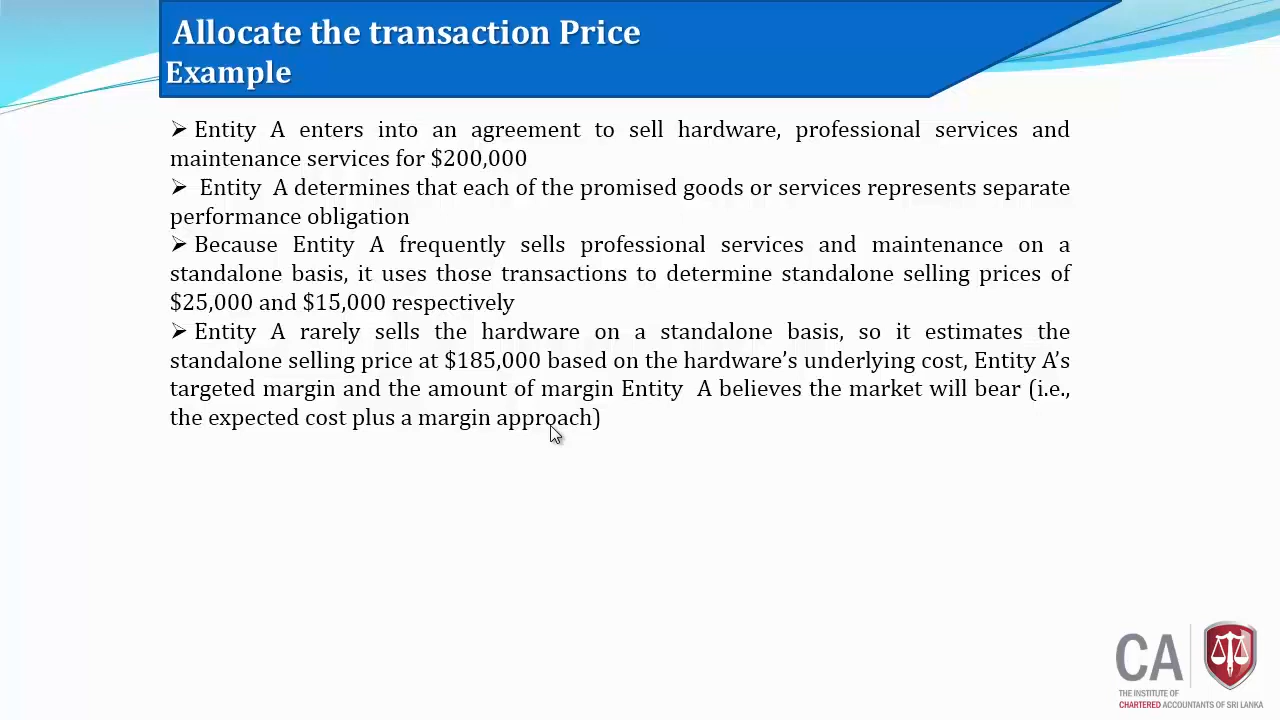 Allocate the transaction Price
Example
➢ Entity A enters into an agreement to sell hardware, professional services and
maintenance services for $200,000
➢ Entity A determines that each of the promised goods or services represents separate
performance obligation
➢ Because Entity A frequently sells professional services and maintenance on a
standalone basis, it uses those transactions to determine standalone selling prices of
$25,000 and $15,000 respectively
➢ Entity A rarely sells the hardware on a standalone basis, so it estimates the
standalone selling price at $185,000 based on the hardware’s underlying cost, Entity A’s
targeted margin and the amount of margin Entity A believes the market will bear (i.e.,
the expected cost plus a margin approach)
CA
THE INSTITUTE OF
CHARTERED ACCOUNTANTS OF SRI LANKA